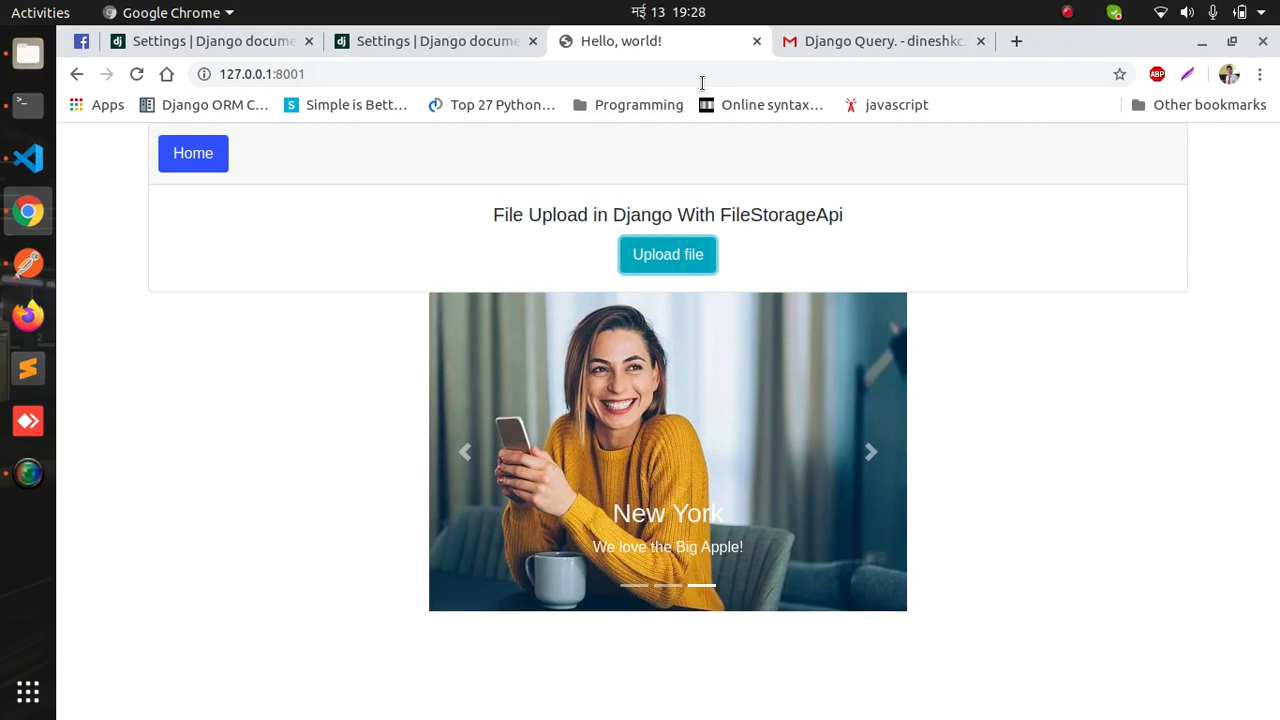 Activities
Google Chrome
मई 13 19:28
Settings | Django docume
Settings | Django docume
Hello, world!
Django Query. - dineshkc.
127.0.0.1:8001
ABP
Apps
Django ORM C...
S
Simple is Bett...
Top 27 Python...
Programming
Online syntax...
javascript
Other bookmarks
Home
File Upload in Django With FileStorageApi
Upload file
New York
We love the Big Apple!